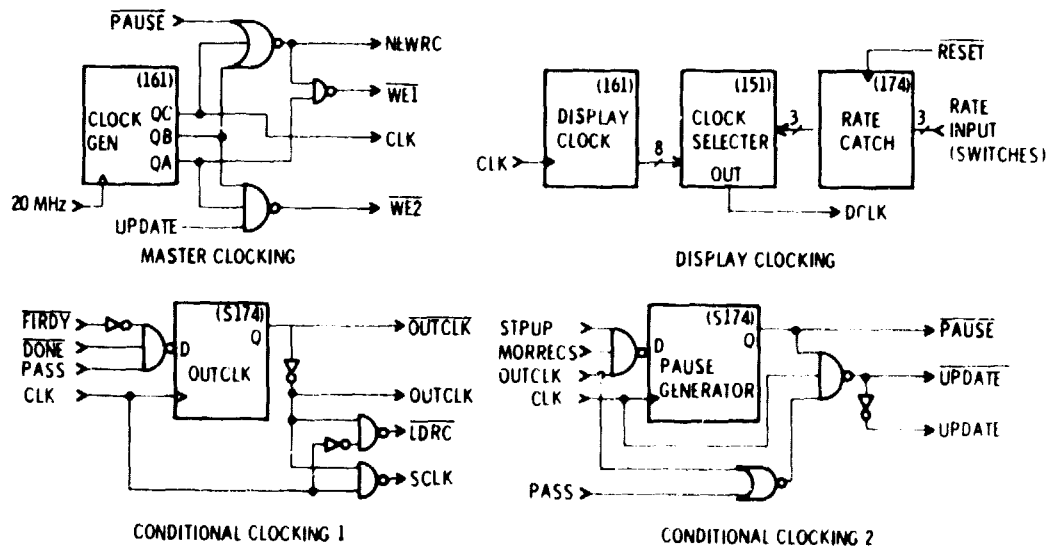 PAUSE
NEWRC
(161)
CLOCK GEN
QC
QB
QA
WE1
CLK
20 MHz
UPDATE
WE2
MASTER CLOCKING
(161)
DISPLAY CLOCK
CLK
8
(151)
CLOCK SELECTER
OUT
3
(174)
RATE CATCH
3
RESET
RATE INPUT (SWITCHES)
DCLK
DISPLAY CLOCKING
FIRDY
DONE
PASS
CLK
(S174)
Q
D
OUTCLK
OUTCLK
OUTCLK
LDRC
SCLK
CONDITIONAL CLOCKING 1
STPUP
MORRECS
OUTCLK
CLK
(S174)
Q
D
PAUSE GENERATOR
PASS
PAUSE
UPDATE
UPDATE
CONDITIONAL CLOCKING 2